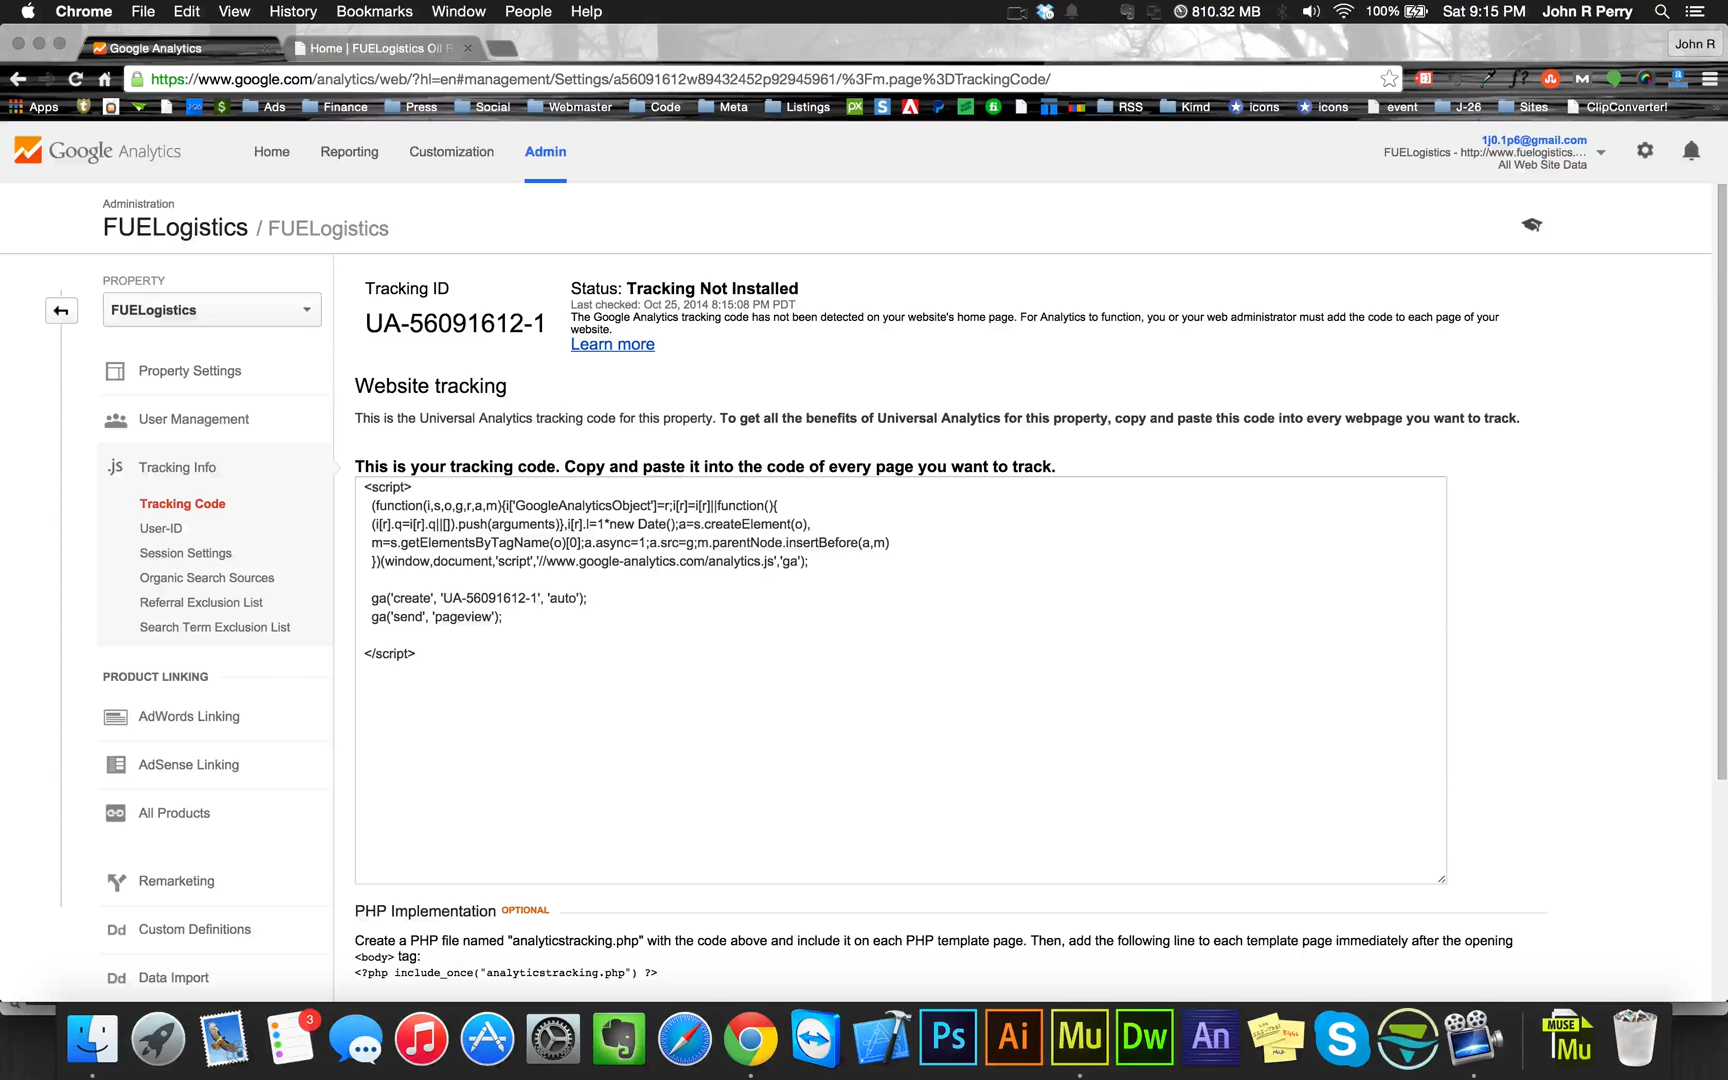 Chrome File Edit View History Bookmarks Window People Help 810.32 MB 100% Sat 9:15 PM John R Perry
Google Analytics Home | FUELogistics Oil John R
https://www.google.com/analytics/web/?hl=en#management/Settings/a56091612w89432452p92945961/%3Fm.page%3DTrackingCode/
Apps Ads Finance Press Social Webmaster Code Meta Listings RSS Kimd icons icons event J-26 Sites ClipConverter!
Google Analytics Home Reporting Customization Admin
1j0.1p6@gmail.com
FUELogistics - http://www.fuelogistics....
All Web Site Data
Administration
FUELogistics / FUELogistics
PROPERTY
FUELogistics
Property Settings
User Management
.js Tracking Info
Tracking Code
User-ID
Session Settings
Organic Search Sources
Referral Exclusion List
Search Term Exclusion List
PRODUCT LINKING
AdWords Linking
AdSense Linking
All Products
Remarketing
Dd Custom Definitions
Dd Data Import
Tracking ID
UA-56091612-1
Status: Tracking Not Installed
Last checked: Oct 25, 2014 8:15:08 PM PDT
The Google Analytics tracking code has not been detected on your website's home page. For Analytics to function, you or your web administrator must add the code to each page of your
website.
Learn more
Website tracking
This is the Universal Analytics tracking code for this property. To get all the benefits of Universal Analytics for this property, copy and paste this code into every webpage you want to track.
This is your tracking code. Copy and paste it into the code of every page you want to track.
<script>
(function(i,s,o,g,r,a,m){i['GoogleAnalyticsObject']=r;i[r]=i[r]||function(){
(i[r].q=i[r].q||[]).push(arguments)},i[r].l=1*new Date();a=s.createElement(o),
m=s.getElementsByTagName(o)[0];a.async=1;a.src=g;m.parentNode.insertBefore(a,m)
})(window,document,'script','//www.google-analytics.com/analytics.js','ga');
ga('create', 'UA-56091612-1', 'auto');
ga('send', 'pageview');
</script>
PHP Implementation OPTIONAL
Create a PHP file named "analyticstracking.php" with the code above and include it on each PHP template page. Then, add the following line to each template page immediately after the opening
<body> tag:
<?php include_once("analyticstracking.php") ?>
3 Ps Ai Mu Dw An MUSE Mu